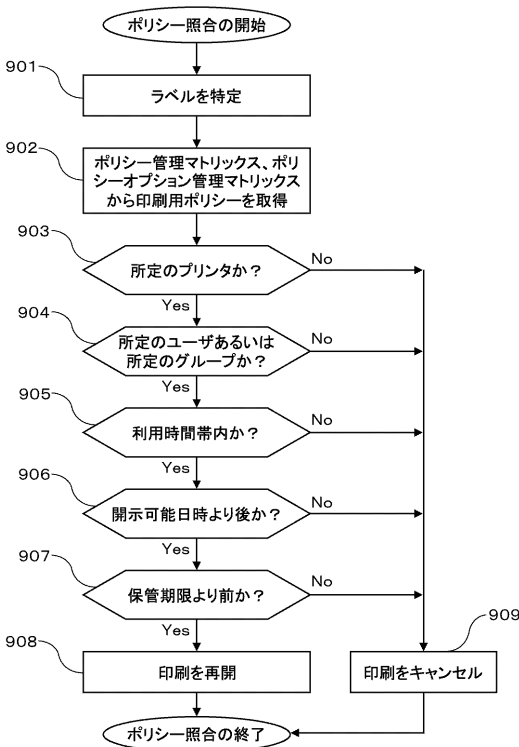 ポリシー照合の開始
901
ラベルを特定
902
ポリシー管理マトリックス、ポリ
シーオプション管理マトリックス
から印刷用ポリシーを取得
903
所定のプリンタか？
No
Yes
904
所定のユーザあるいは
所定のグループか？
No
Yes
905
利用時間帯内か？
No
Yes
906
開示可能日時より後か？
No
Yes
907
保管期限より前か？
No
Yes
908
印刷を再開
909
印刷をキャンセル
ポリシー照合の終了